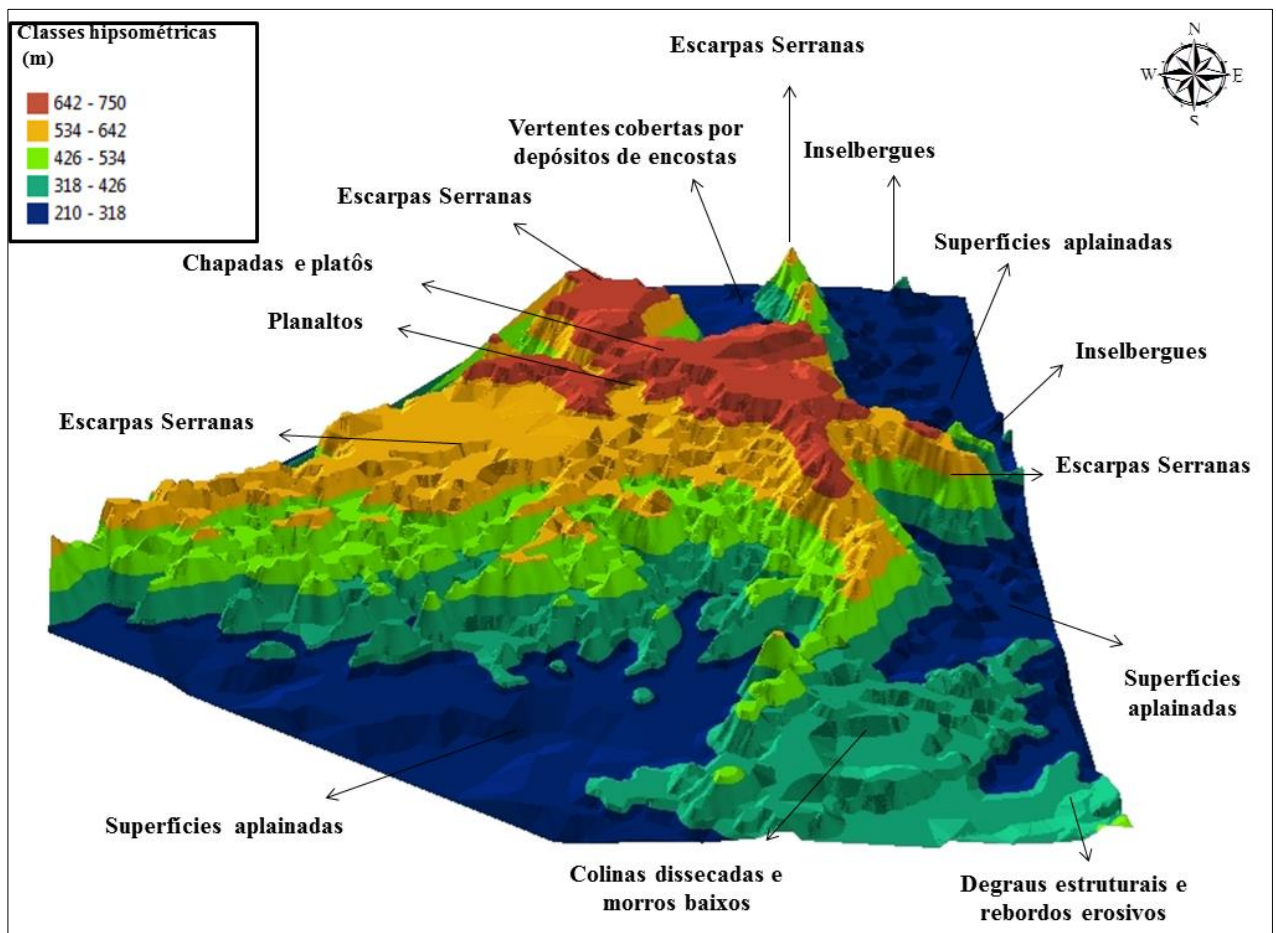 Classes hipsométricas
(m)
642 - 750
534 - 642
426 - 534
318 - 426
210 - 318
Escarpas Serranas
N
W
E
S
Vertentes cobertas por
depósitos de encostas
Inselbergues
Escarpas Serranas
Superfícies aplainadas
Chapadas e platôs
Planaltos
Inselbergues
Escarpas Serranas
Escarpas Serranas
Superfícies
aplainadas
Superfícies aplainadas
Colinas dissecadas e
morros baixos
Degraus estruturais e
rebordos erosivos